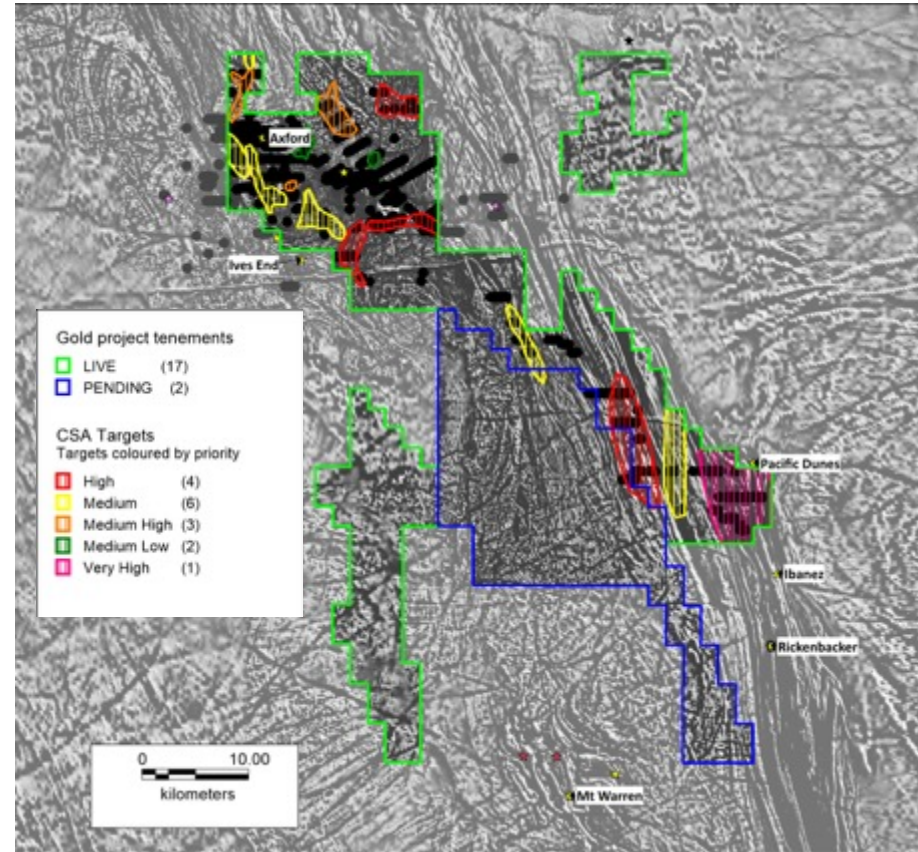 Axford
Ives End
Gold project tenements
LIVE (17)
PENDING (2)
CSA Targets
Targets coloured by priority
High (4)
Medium (6)
Medium High (3)
Medium Low (2)
Very High (1)
Pacific Dunes
Ibanez
Rickenbacker
0 10.00
kilometers
Mt Warren